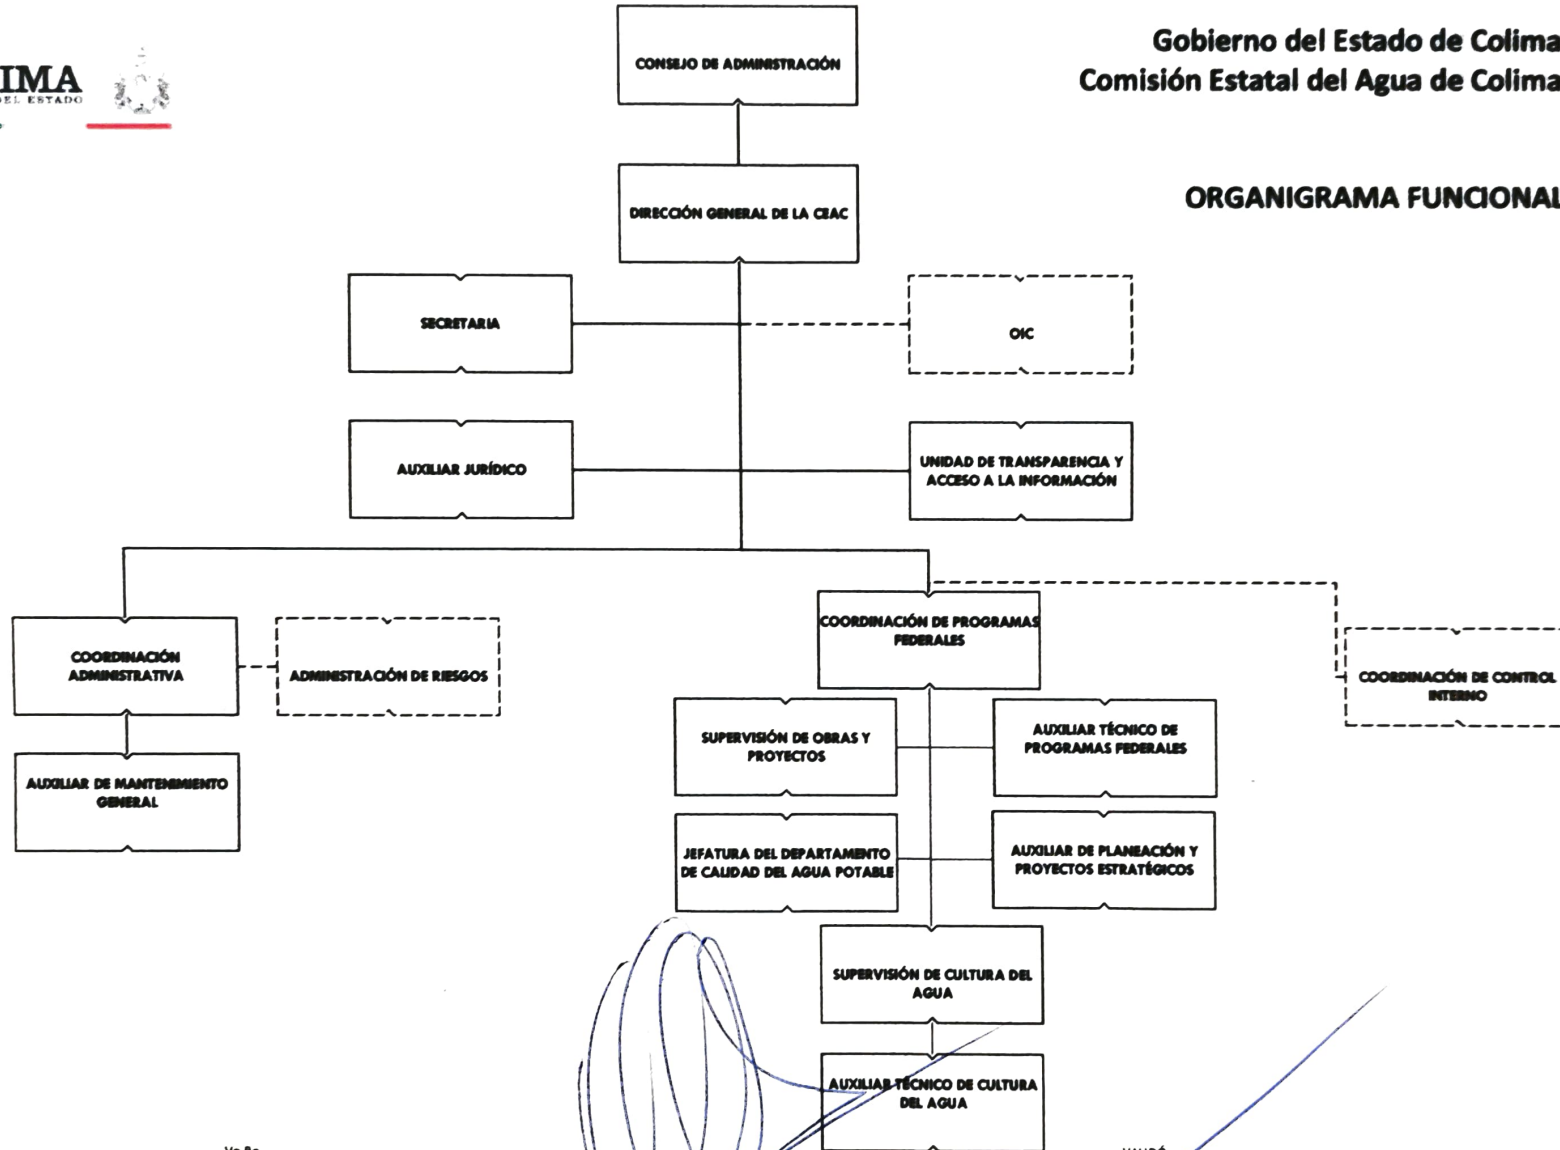 IMA
DEL ESTADO
Gobierno del Estado de Colima
Comisión Estatal del Agua de Colima
ORGANIGRAMA FUNCIONAL
CONSEJO DE ADMINISTRACIÓN
DIRECCIÓN GENERAL DE LA CEAC
SECRETARIA
OIC
AUXILIAR JURÍDICO
UNIDAD DE TRANSPARENCIA Y
ACCESO A LA INFORMACIÓN
COORDINACIÓN
ADMINISTRATIVA
ADMINISTRACIÓN DE RIESGOS
COORDINACIÓN DE PROGRAMAS
FEDERALES
COORDINACIÓN DE CONTROL
INTERNO
AUXILIAR DE MANTENIMIENTO
GENERAL
SUPERVISIÓN DE OBRAS Y
PROYECTOS
AUXILIAR TÉCNICO DE
PROGRAMAS FEDERALES
JEFATURA DEL DEPARTAMENTO
DE CALIDAD DEL AGUA POTABLE
AUXILIAR DE PLANEACIÓN Y
PROYECTOS ESTRATÉGICOS
SUPERVISIÓN DE CULTURA DEL
AGUA
AUXILIAR TÉCNICO DE CULTURA
DEL AGUA